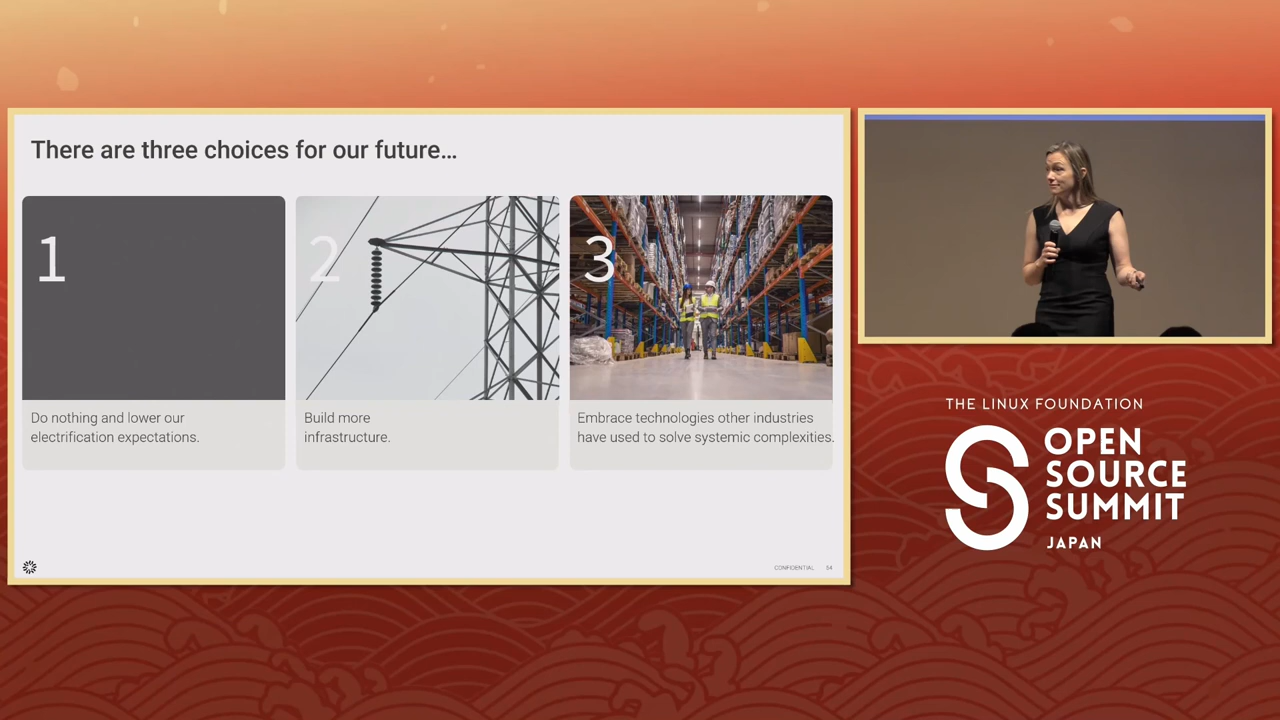 There are three choices for our future…
1
2
3
Do nothing and lower our
electrification expectations.
Build more
infrastructure.
Embrace technologies other industries
have used to solve systemic complexities.
CONFIDENTIAL 54
THE LINUX FOUNDATION
OPEN
SOURCE
SUMMIT
JAPAN